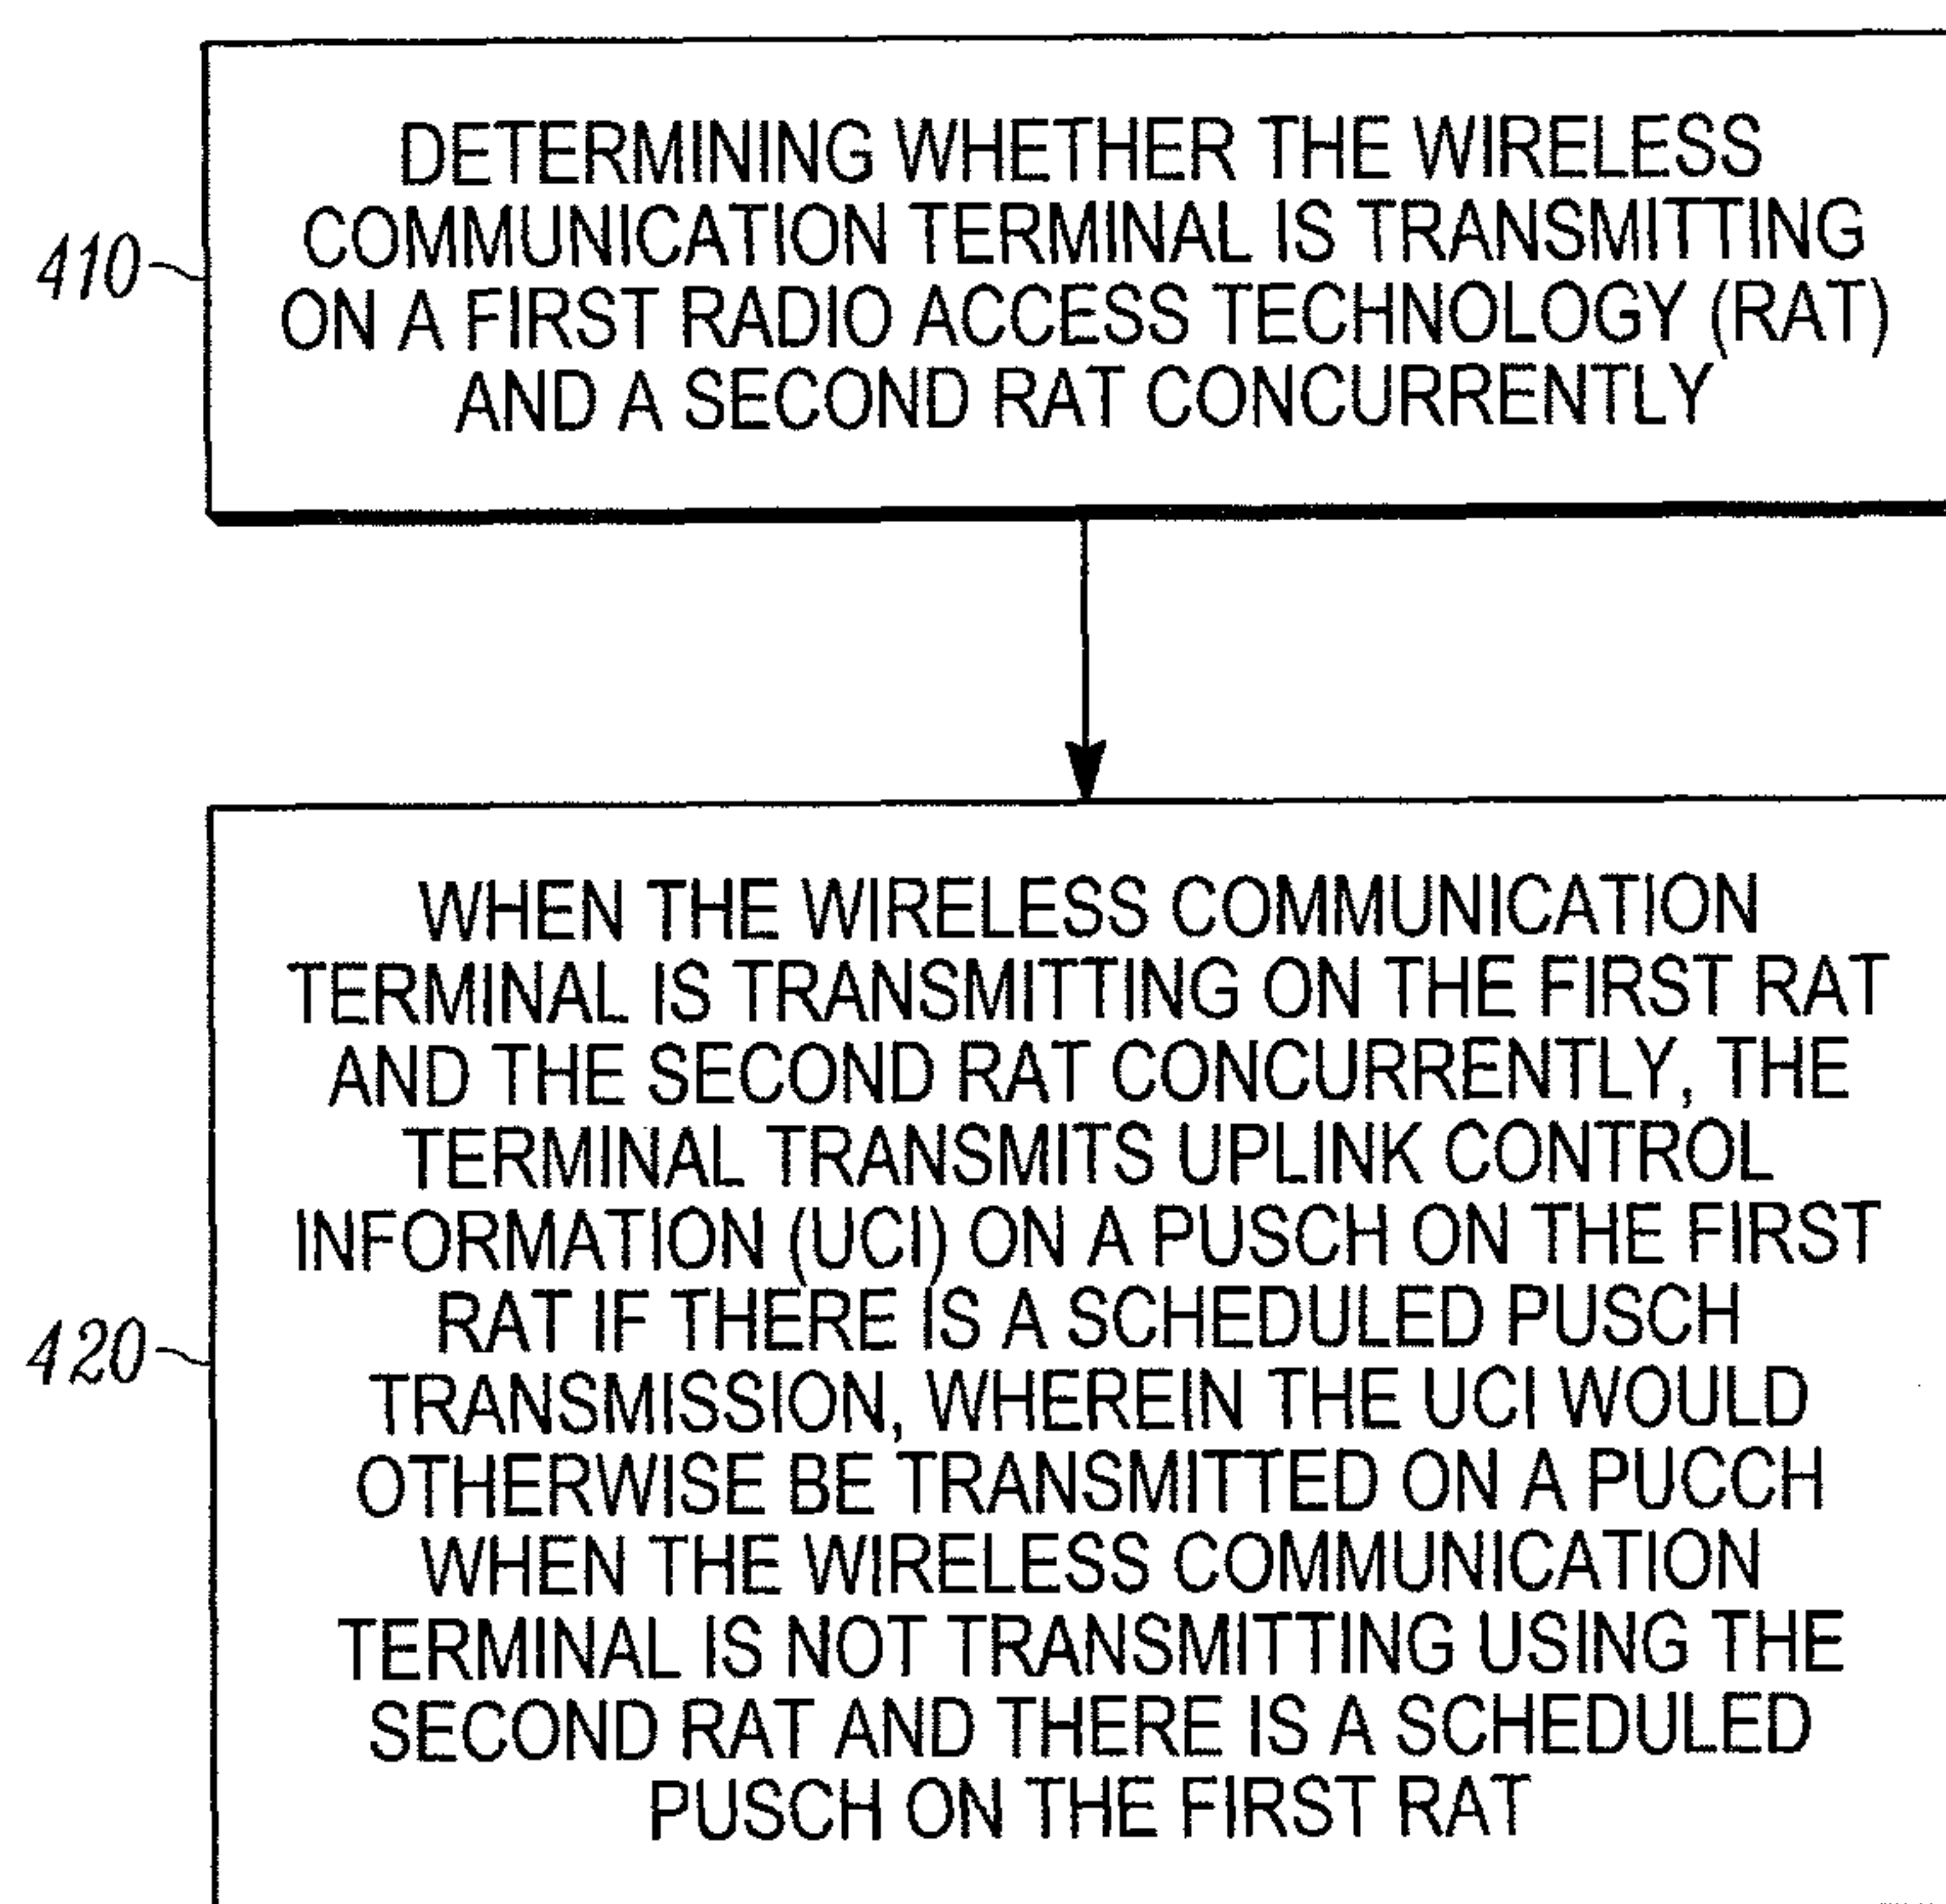 DETERMINING WHETHER THE WIRELESS
COMMUNICATION TERMINAL IS TRANSMITTING
410
ON A FIRST RADIO ACCESS TECHNOLOGY (RAT)
AND A SECOND RAT CONCURRENTLY
WHEN THE WIRELESS COMMUNICATION
TERMINAL IS TRANSMITTING ON THE FIRST RAT
AND THE SECOND RAT CONCURRENTLY, THE
TERMINAL TRANSMITS UPLINK CONTROL
INFORMATION (UCI) ON A PUSCH ON THE FIRST
RAT IF THERE IS A SCHEDULED PUSCH
420
TRANSMISSION, WHEREIN THE UCI WOULD
OTHERWISE BE TRANSMITTED ON A PUCCH
WHEN THE WIRELESS COMMUNICATION
TERMINAL IS NOT TRANSMITTING USING THE
SECOND RAT AND THERE IS A SCHEDULED
PUSCH ON THE FIRST RAT